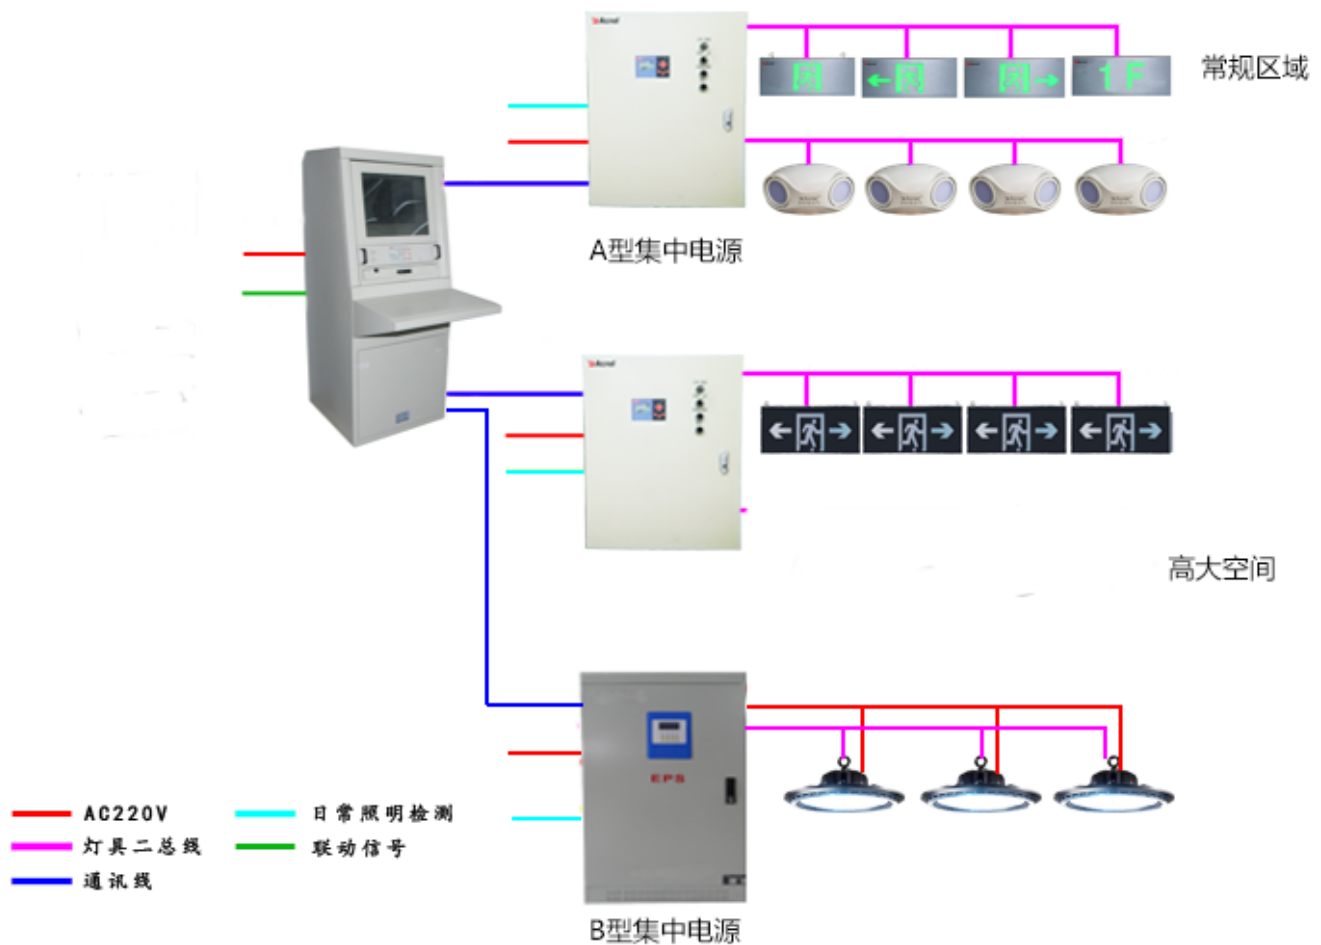 Acrel
常规区域
1F
A型集中电源
Acrel
高大空间
EPS
AC220V
日常照明检测
灯具二总线
联动信号
通讯线
B型集中电源